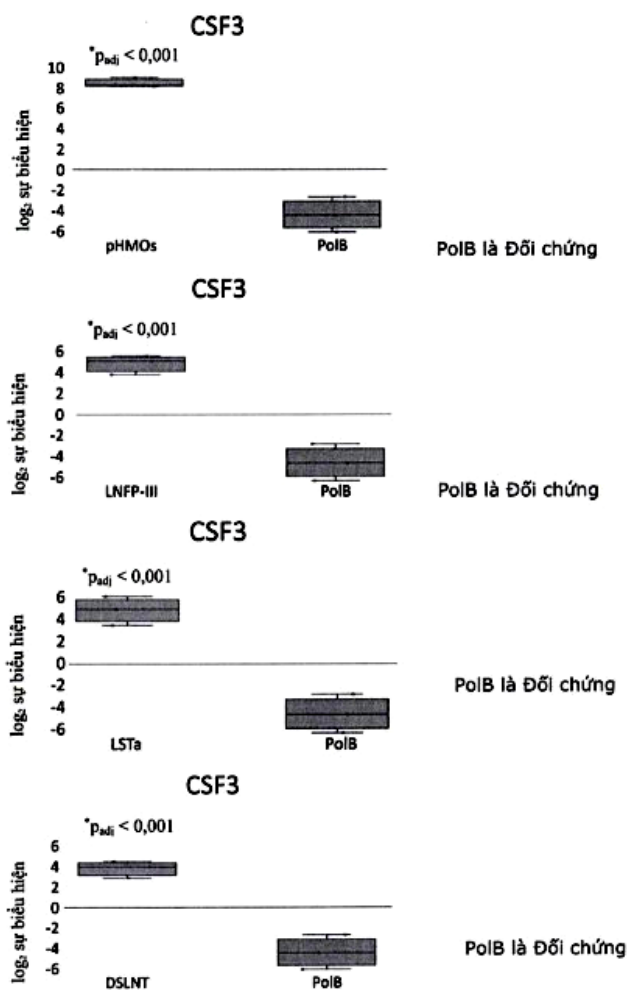 CSF3
*p_adj < 0,001
log₂ sự biểu hiện
10
8
6
4
2
0
-2
-4
-6
pHMOs
PolB
PolB là Đối chứng
CSF3
*p_adj < 0,001
log₂ sự biểu hiện
6
4
2
0
-2
-4
-6
LNFP-III
PolB
PolB là Đối chứng
CSF3
*p_adj < 0,001
log₂ sự biểu hiện
6
4
2
0
-2
-4
-6
LSTa
PolB
PolB là Đối chứng
CSF3
*p_adj < 0,001
log₂ sự biểu hiện
6
4
2
0
-2
-4
-6
DSLNT
PolB
PolB là Đối chứng